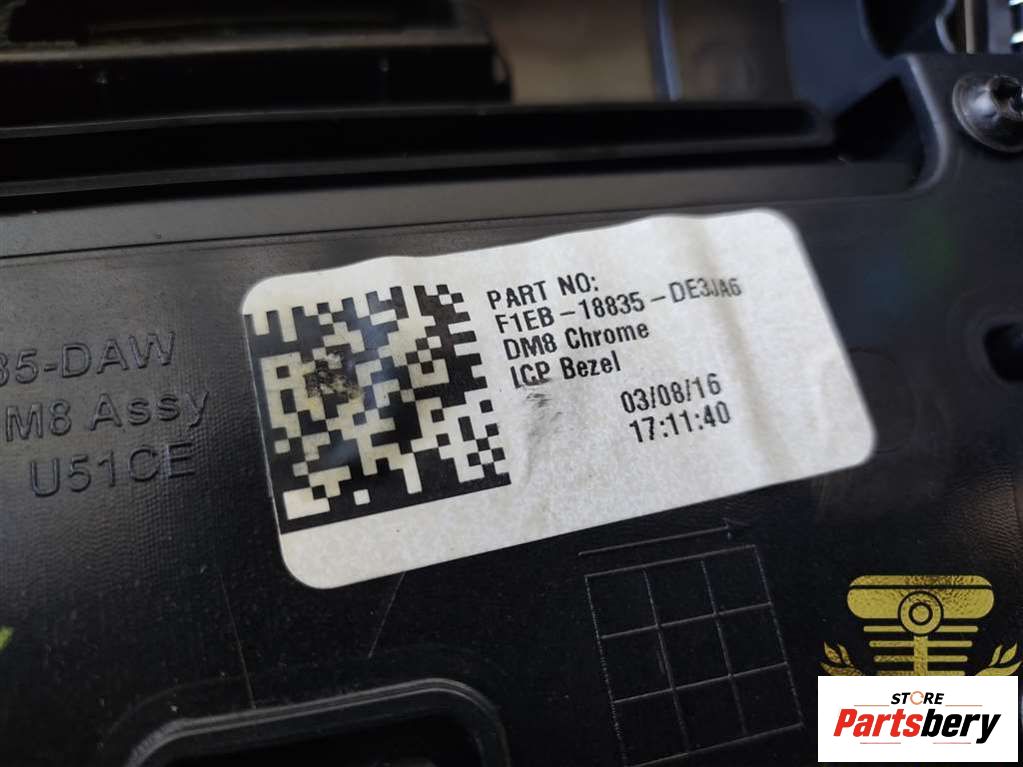 PART NO:
F1EB-18835-DE3JA6
DM8 Chrome
ICP Bezel
03/08/16
17:11:40
35-DAW
M8 Assy
U51CE
STORE
Partsbery